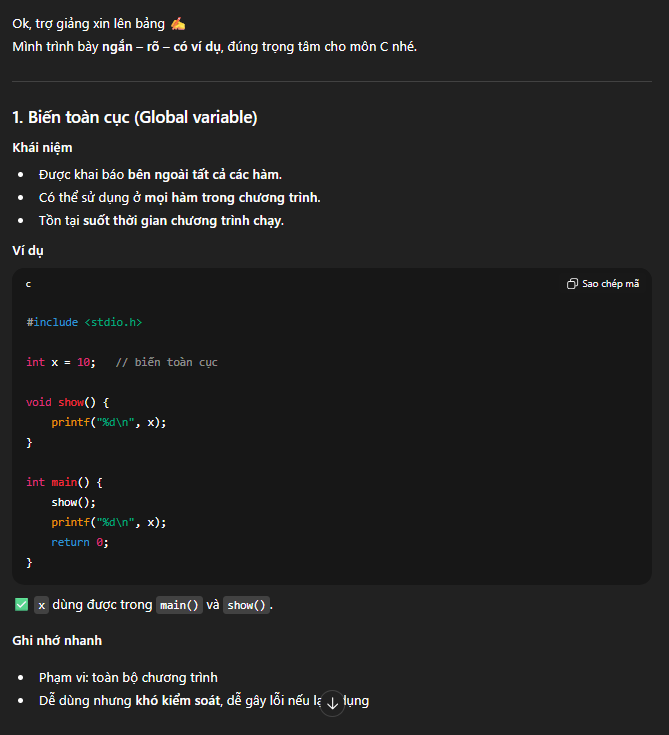 Ok, trợ giảng xin lên bảng ✍️
Mình trình bày ngắn – rõ – có ví dụ, đúng trọng tâm cho môn C nhé.
1. Biến toàn cục (Global variable)
Khái niệm
• Được khai báo bên ngoài tất cả các hàm.
• Có thể sử dụng ở mọi hàm trong chương trình.
• Tồn tại suốt thời gian chương trình chạy.
Ví dụ
c
Sao chép mã
#include <stdio.h>
int x = 10;   // biến toàn cục
void show() {
    printf("%d\n", x);
}
int main() {
    show();
    printf("%d\n", x);
    return 0;
}
✅ x dùng được trong main() và show().
Ghi nhớ nhanh
• Phạm vi: toàn bộ chương trình
• Dễ dùng nhưng khó kiểm soát, dễ gây lỗi nếu